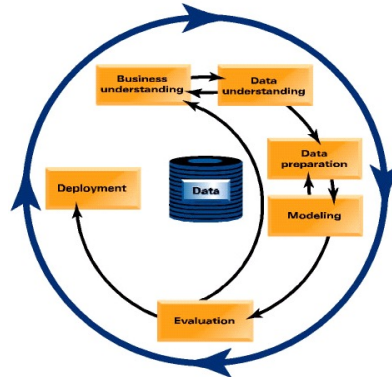 Business
understanding
Data
understanding
Data
preparation
Modeling
Evaluation
Deployment
Data